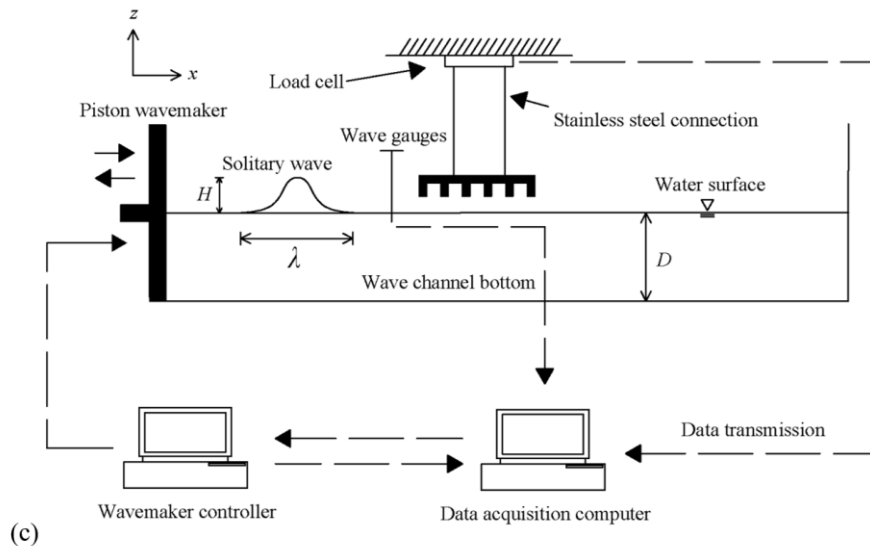 z
x
Load cell
Piston wavemaker
Stainless steel connection
Wave gauges
Solitary wave
H
Water surface
λ
D
Wave channel bottom
Data transmission
Wavemaker controller
Data acquisition computer
(c)